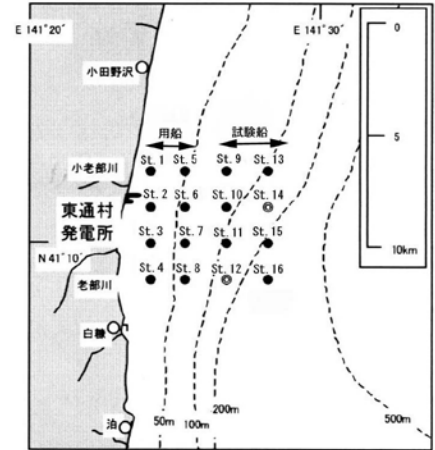 E 141°20'
E 141°30'
0
小田野沢
5
用船
試験船
St.1 St.5 St.9 St.13
小老部川
St.2 St.6 St.10 St.14
東通村
発電所
St.3 St.7 St.11 St.15
N 41°10'
10km
St.4 St.8 St.12 St.16
老部川
白糠
泊
50m
100m
200m
500m